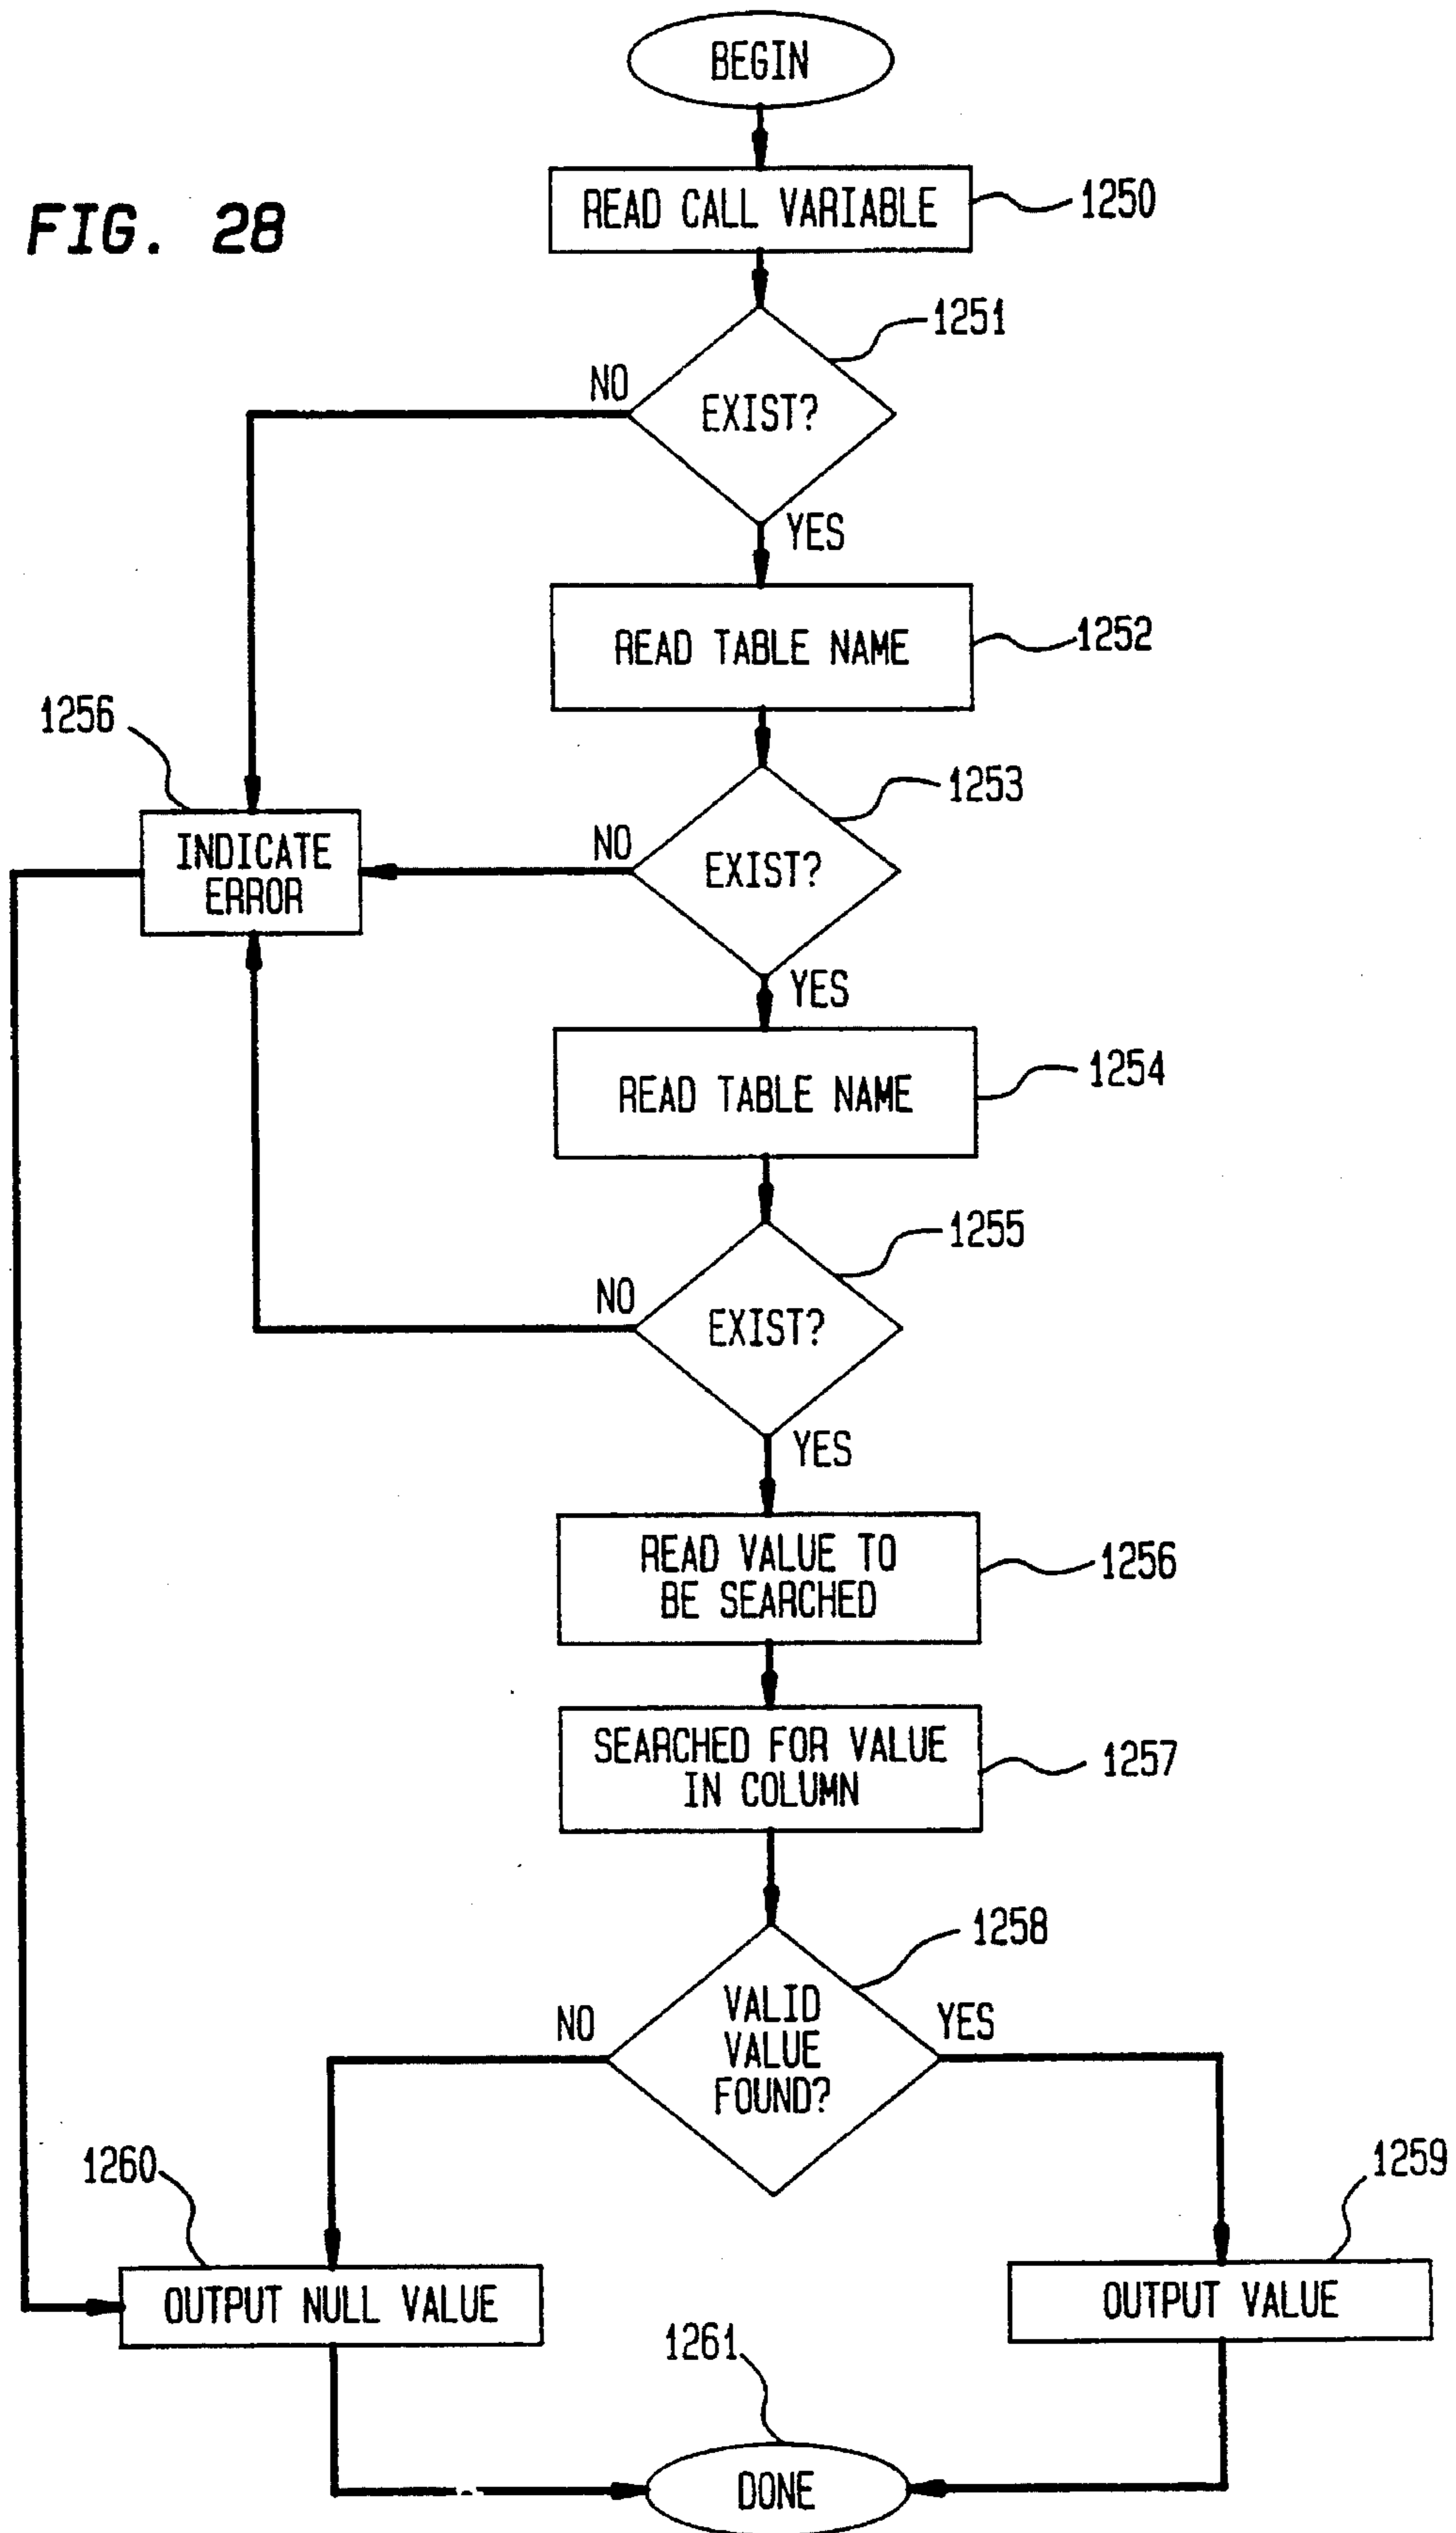 BEGIN
FIG. 28
READ CALL VARIABLE
1250
1251
NO
EXIST?
YES
READ TABLE NAME
1252
1256
1253
INDICATE
ERROR
NO
EXIST?
YES
READ TABLE NAME
1254
1255
NO
EXIST?
YES
READ VALUE TO
BE SEARCHED
1256
SEARCHED FOR VALUE
IN COLUMN
1257
1258
NO
VALID
VALUE
FOUND?
YES
1260
1259
OUTPUT NULL VALUE
OUTPUT VALUE
1261
DONE